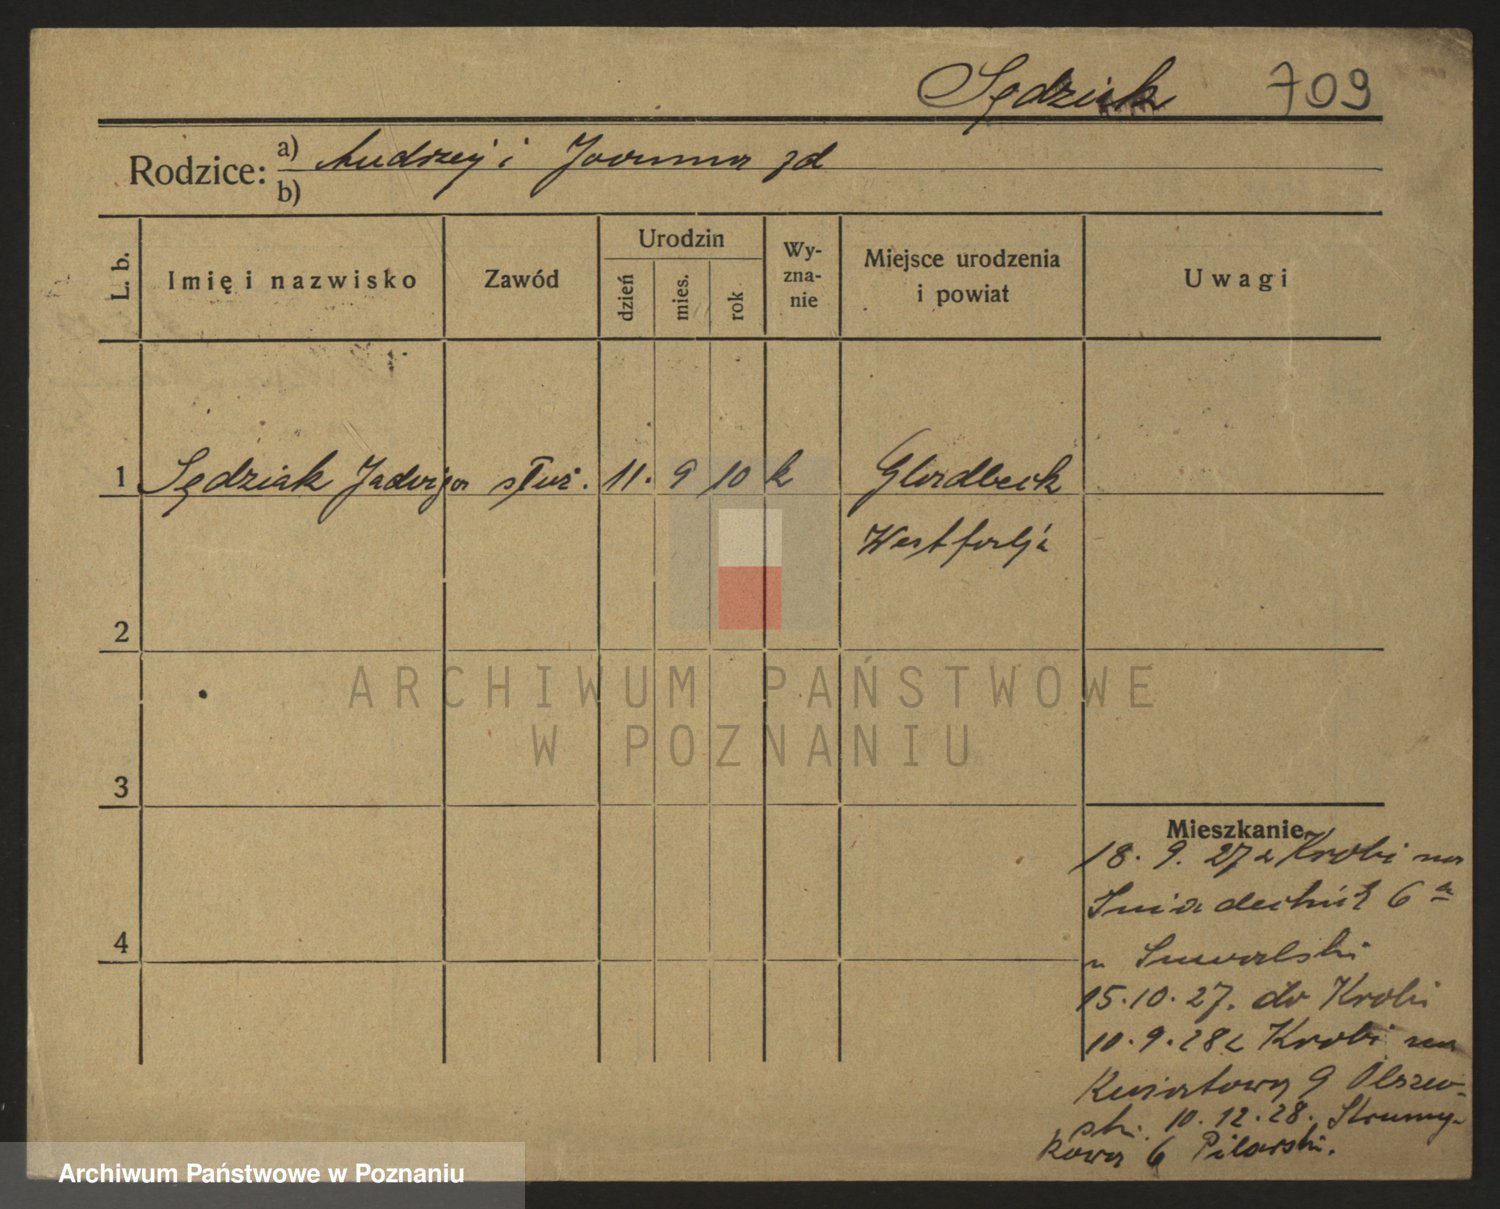 Sędziak 709
Rodzice: a) Andrzej i Joanna zd
b)
L. b. Imię i nazwisko Zawód Urodzin dzień mies. rok Wy-zna-nie Miejsce urodzenia i powiat Uwagi
1 Sędziak Jadwiga służ. 11. 9 10 k Gladbeck
Westfalja
2
3
4
Mieszkanie
18. 9. 27 z Krobi na
Śniadeckich 6 a
u Suwalski
15.10.27. do Krobi
10.9.28 z Krobi na
Kwiatowa 9 Olszew-
ski. 10.12.28. Strumy-
kowa 6 Pilarski.
ARCHIWUM PAŃSTWOWE
W POZNANIU
Archiwum Państwowe w Poznaniu